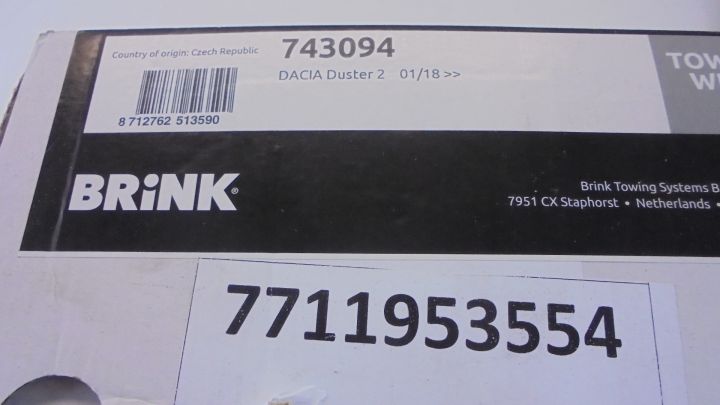 Country of origin: Czech Republic
743094
DACIA Duster 2 01/18 >>
8 712762 513590
BRiNK®
Brink Towing Systems B
7951 CX Staphorst • Netherlands •
7711953554